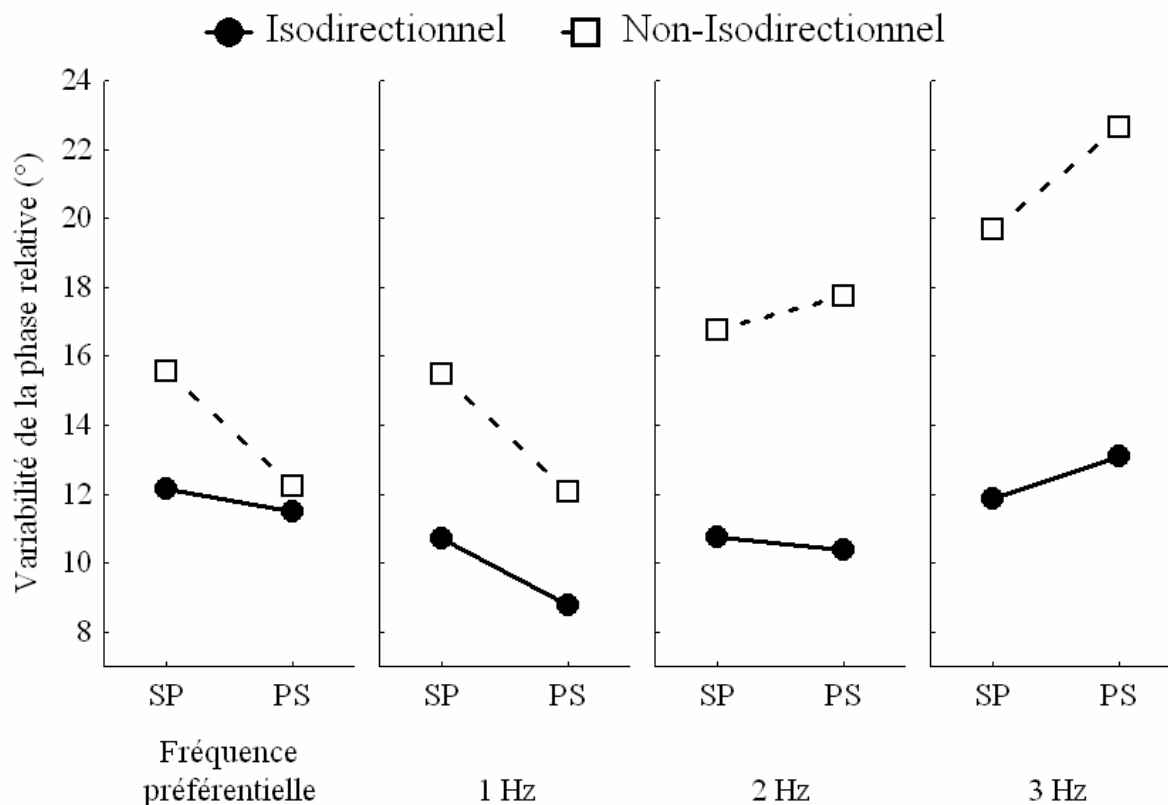 Isodirectionnel Non-Isodirectionnel
Variabilité de la phase relative (°)
24
22
20
18
16
14
12
10
8
SP PS SP PS SP PS SP PS
Fréquence
préférentielle 1 Hz 2 Hz 3 Hz